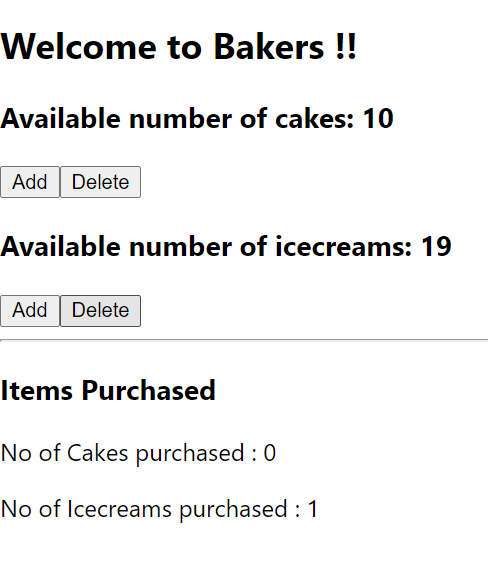 Welcome to Bakers !!
Available number of cakes: 10
Add Delete
Available number of icecreams: 19
Add Delete
Items Purchased
No of Cakes purchased : 0
No of Icecreams purchased : 1